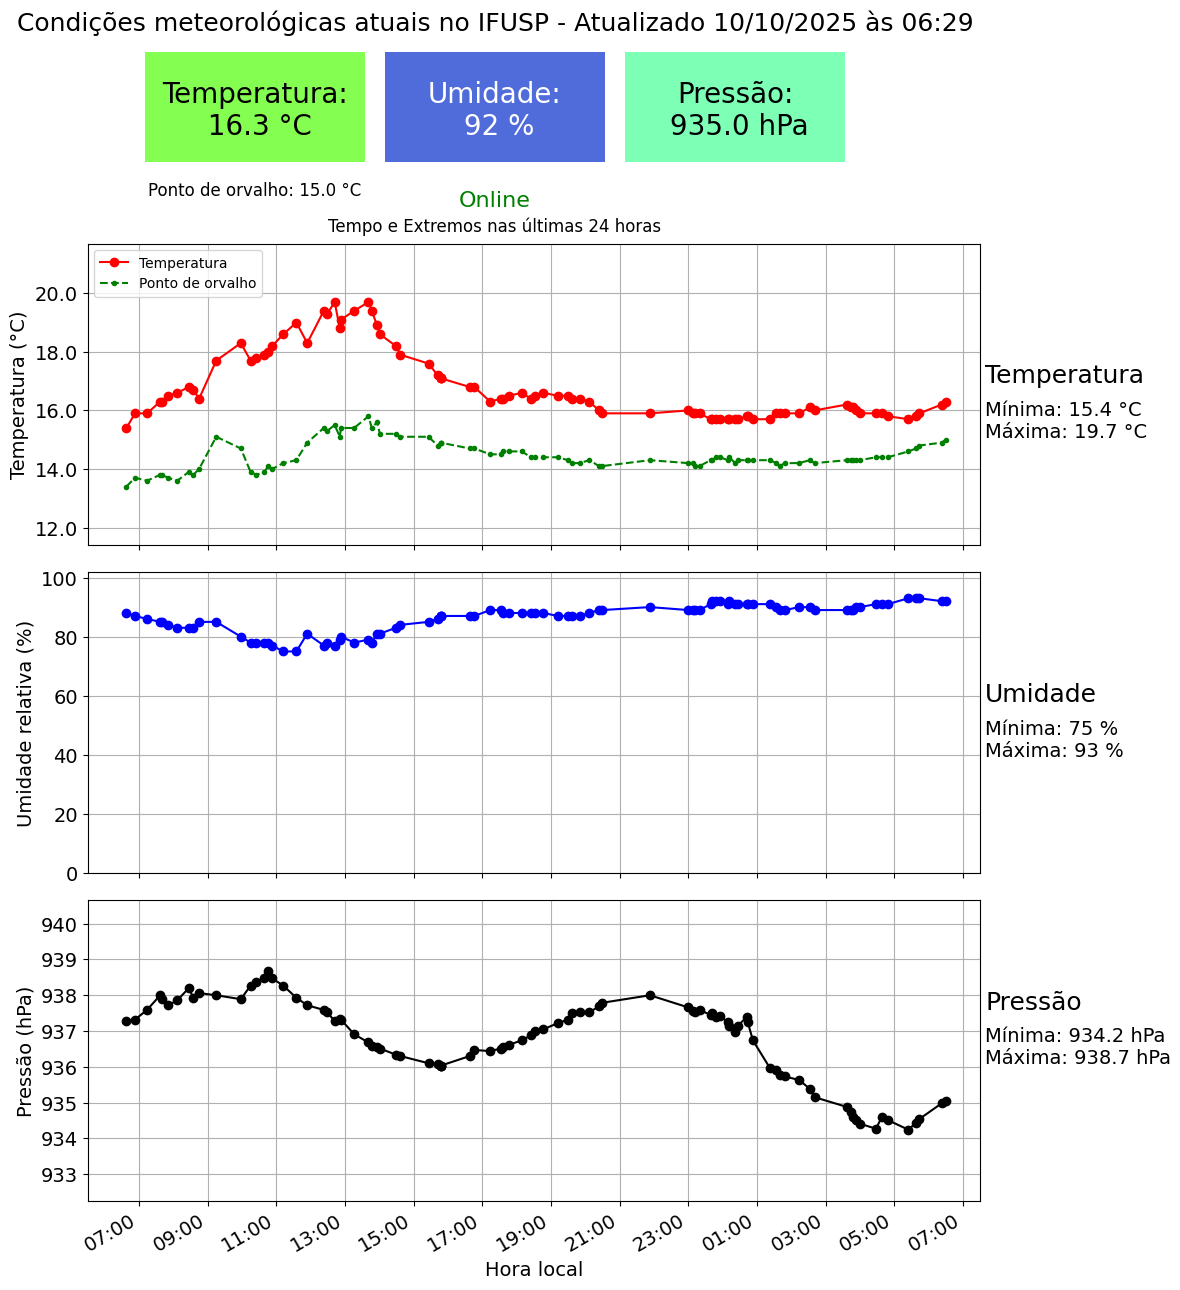 Condições meteorológicas atuais no IFUSP - Atualizado 10/10/2025 às 06:29
Temperatura:
16.3 °C
Umidade:
92 %
Pressão:
935.0 hPa
Ponto de orvalho: 15.0 °C
Online
Tempo e Extremos nas últimas 24 horas
Temperatura
Ponto de orvalho
Temperatura (°C)
20.0
18.0
16.0
14.0
12.0
Temperatura
Mínima: 15.4 °C
Máxima: 19.7 °C
Umidade relativa (%)
100
80
60
40
20
0
Umidade
Mínima: 75 %
Máxima: 93 %
Pressão (hPa)
940
939
938
937
936
935
934
933
Pressão
Mínima: 934.2 hPa
Máxima: 938.7 hPa
07:00 09:00 11:00 13:00 15:00 17:00 19:00 21:00 23:00 01:00 03:00 05:00 07:00
Hora local